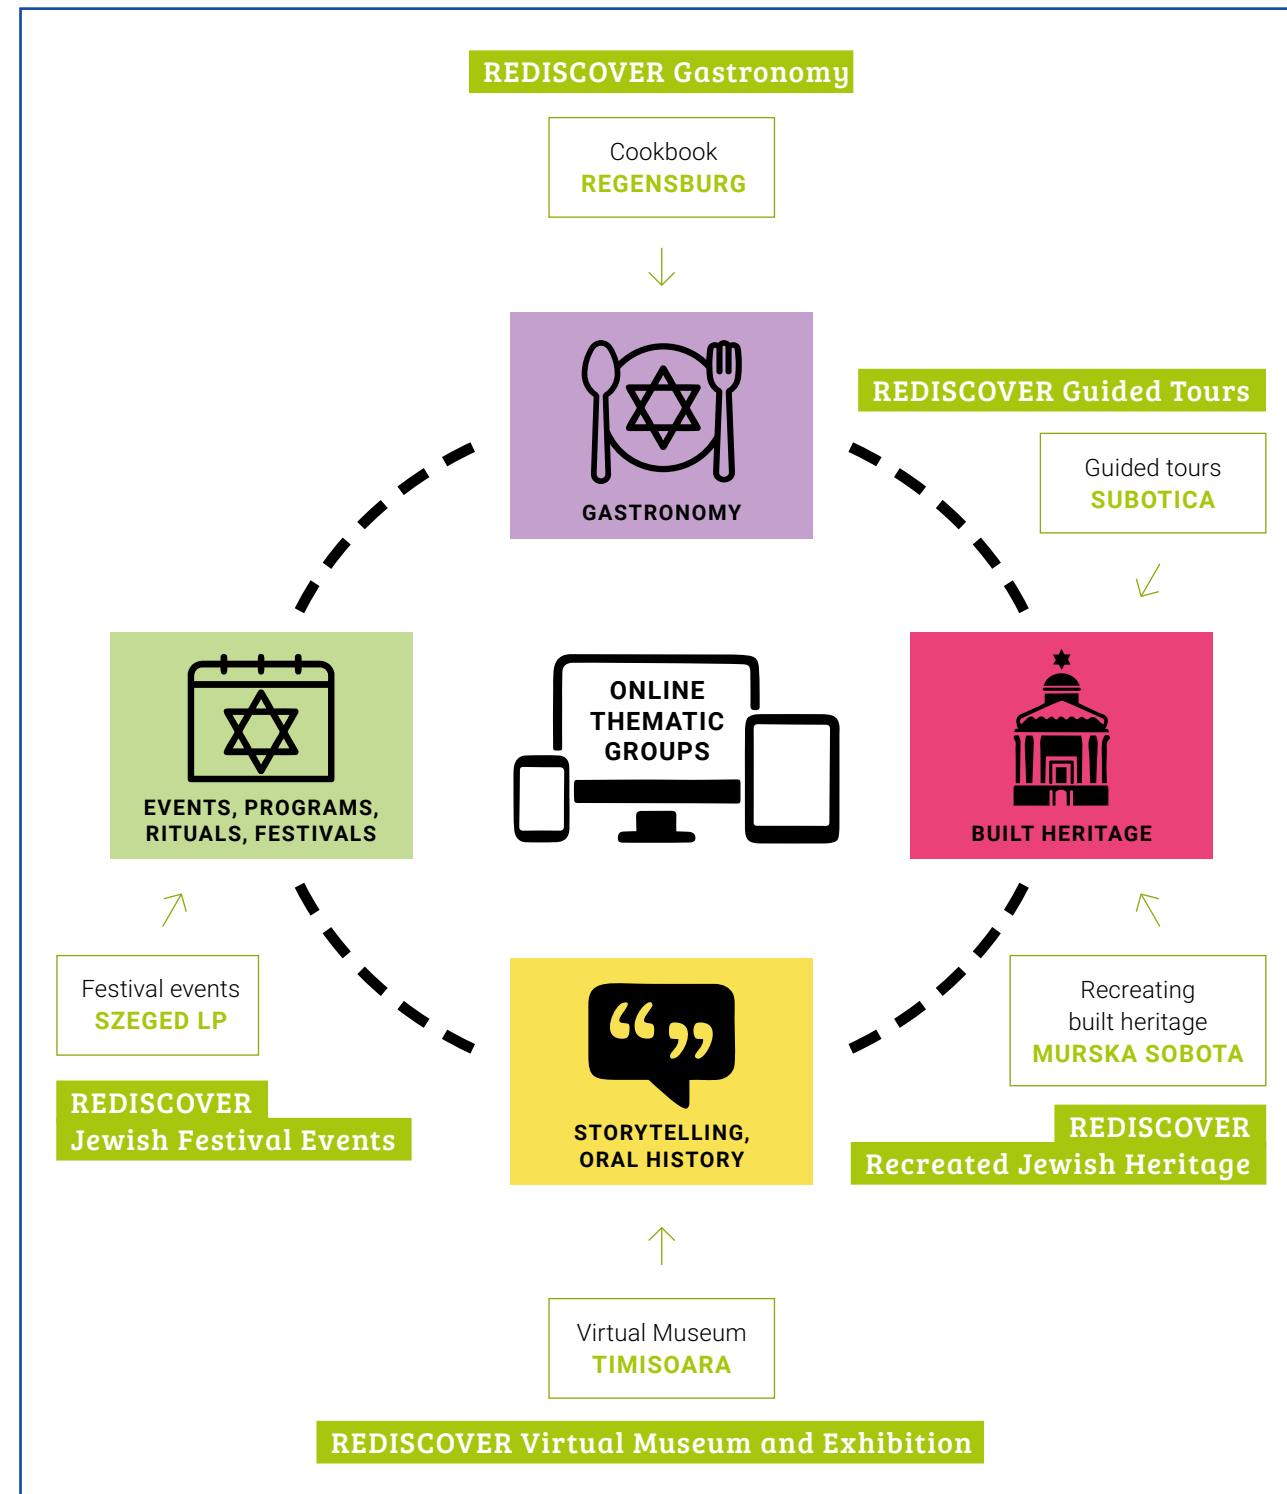 REDISCOVER Gastronomy
Cookbook
REGENSBURG
GASTRONOMY
REDISCOVER Guided Tours
Guided tours
SUBOTICA
ONLINE
THEMATIC
GROUPS
EVENTS, PROGRAMS,
RITUALS, FESTIVALS
BUILT HERITAGE
Festival events
SZEGED LP
REDISCOVER
Jewish Festival Events
Recreating
built heritage
MURSKA SOBOTA
REDISCOVER
Recreated Jewish Heritage
“ ”
STORYTELLING,
ORAL HISTORY
Virtual Museum
TIMISOARA
REDISCOVER Virtual Museum and Exhibition